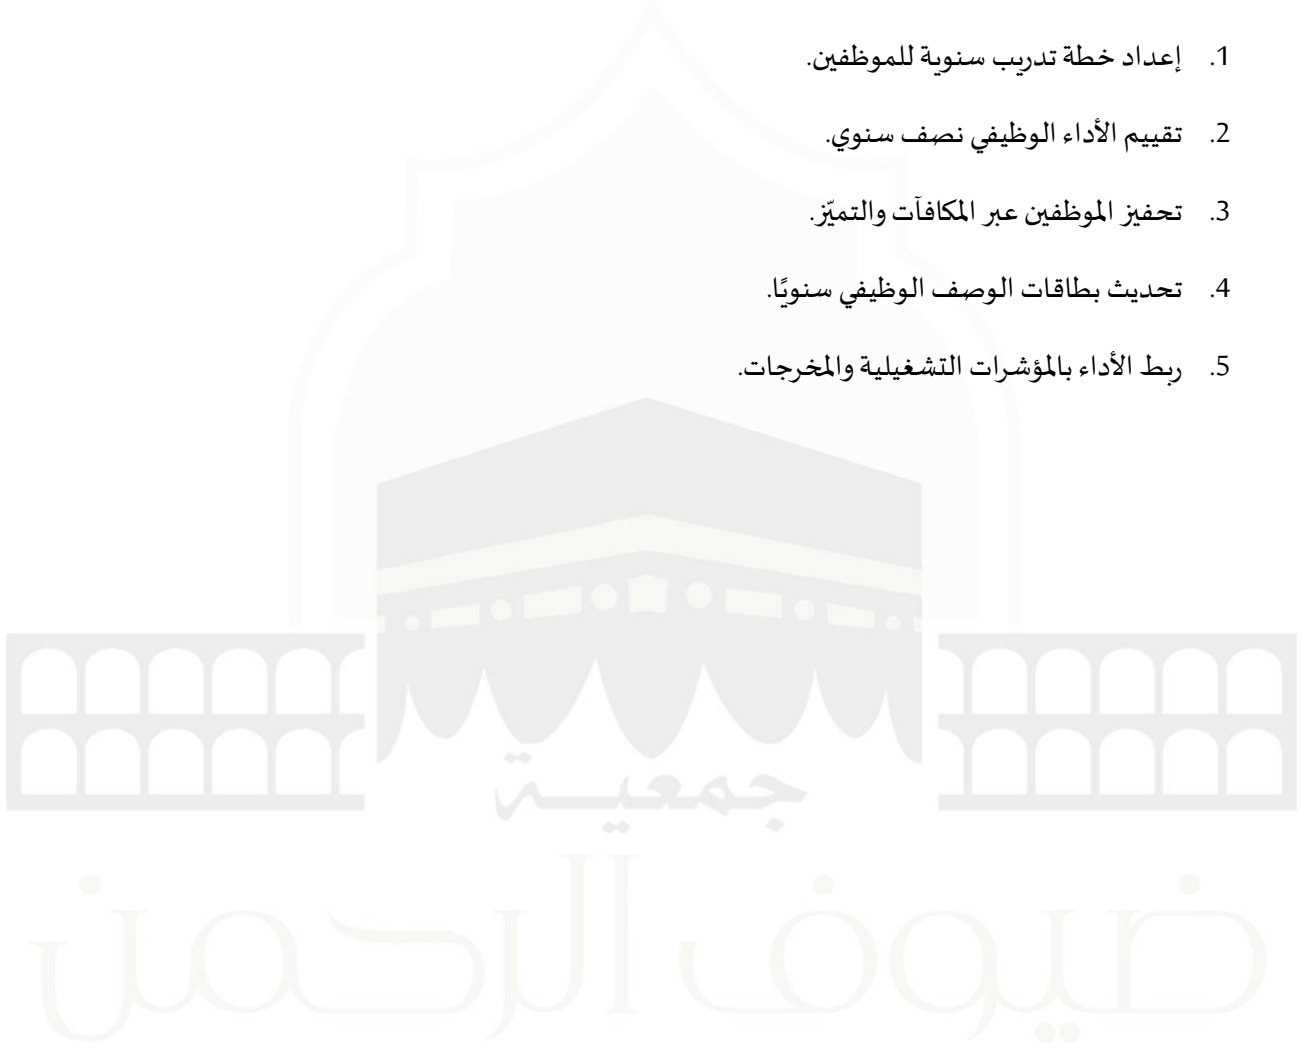 1. إعداد خطة تدريب سنوية للموظفين.
2. تقييم الأداء الوظيفي نصف سنوي.
3. تحفيز الموظفين عبر المكافآت والتميّز.
4. تحديث بطاقات الوصف الوظيفي سنويًا.
5. ربط الأداء بالمؤشرات التشغيلية والمخرجات.
جمعية
ضيوف الرحمن